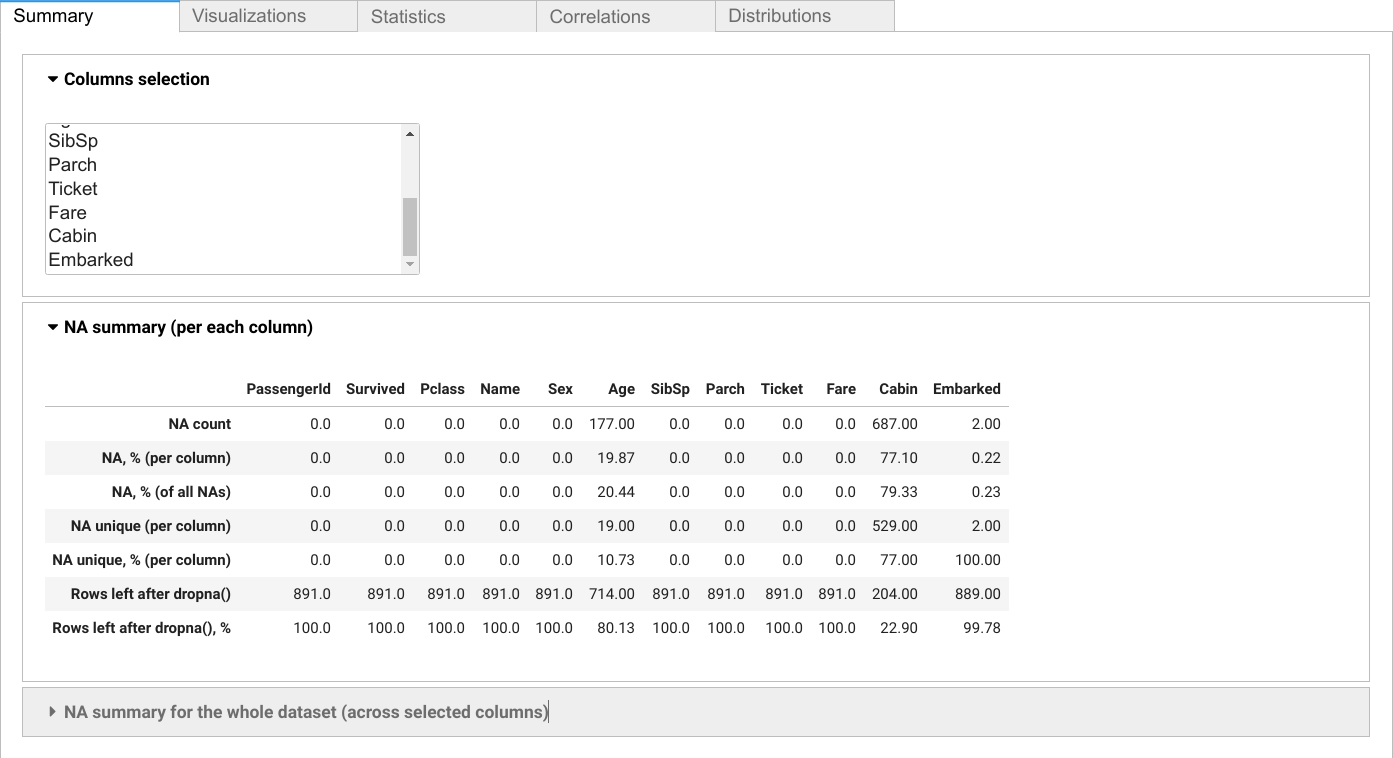 Summary Visualizations Statistics Correlations Distributions
Columns selection
SibSp
Parch
Ticket
Fare
Cabin
Embarked
NA summary (per each column)
PassengerId Survived Pclass Name Sex Age SibSp Parch Ticket Fare Cabin Embarked
NA count 0.0 0.0 0.0 0.0 0.0 177.00 0.0 0.0 0.0 0.0 687.00 2.00
NA, % (per column) 0.0 0.0 0.0 0.0 0.0 19.87 0.0 0.0 0.0 0.0 77.10 0.22
NA, % (of all NAs) 0.0 0.0 0.0 0.0 0.0 20.44 0.0 0.0 0.0 0.0 79.33 0.23
NA unique (per column) 0.0 0.0 0.0 0.0 0.0 19.00 0.0 0.0 0.0 0.0 529.00 2.00
NA unique, % (per column) 0.0 0.0 0.0 0.0 0.0 10.73 0.0 0.0 0.0 0.0 77.00 100.00
Rows left after dropna() 891.0 891.0 891.0 891.0 891.0 714.00 891.0 891.0 891.0 891.0 204.00 889.00
Rows left after dropna(), % 100.0 100.0 100.0 100.0 100.0 80.13 100.0 100.0 100.0 100.0 22.90 99.78
NA summary for the whole dataset (across selected columns)